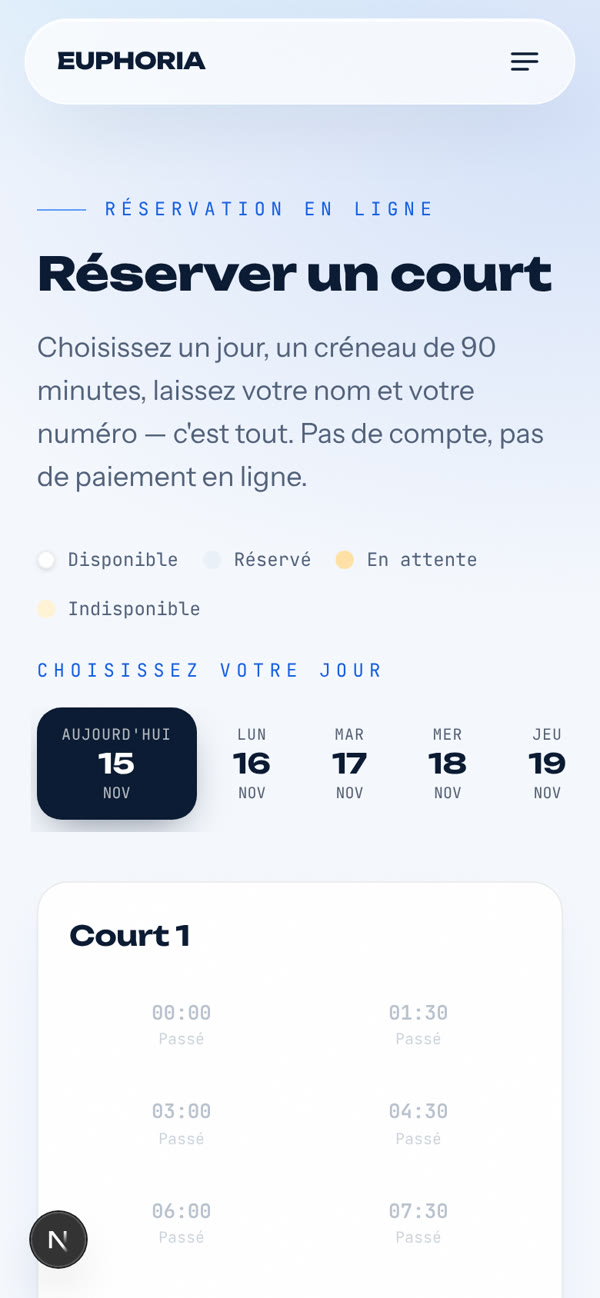 EUPHORIA
RÉSERVATION EN LIGNE
Réserver un court
Choisissez un jour, un créneau de 90
minutes, laissez votre nom et votre
numéro — c'est tout. Pas de compte, pas
de paiement en ligne.
Disponible Réservé En attente
Indisponible
CHOISISSEZ VOTRE JOUR
AUJOURD'HUI LUN MAR MER JEU
15 16 17 18 19
NOV NOV NOV NOV NOV
Court 1
00:00 01:30
Passé Passé
03:00 04:30
Passé Passé
06:00 07:30
Passé Passé
N